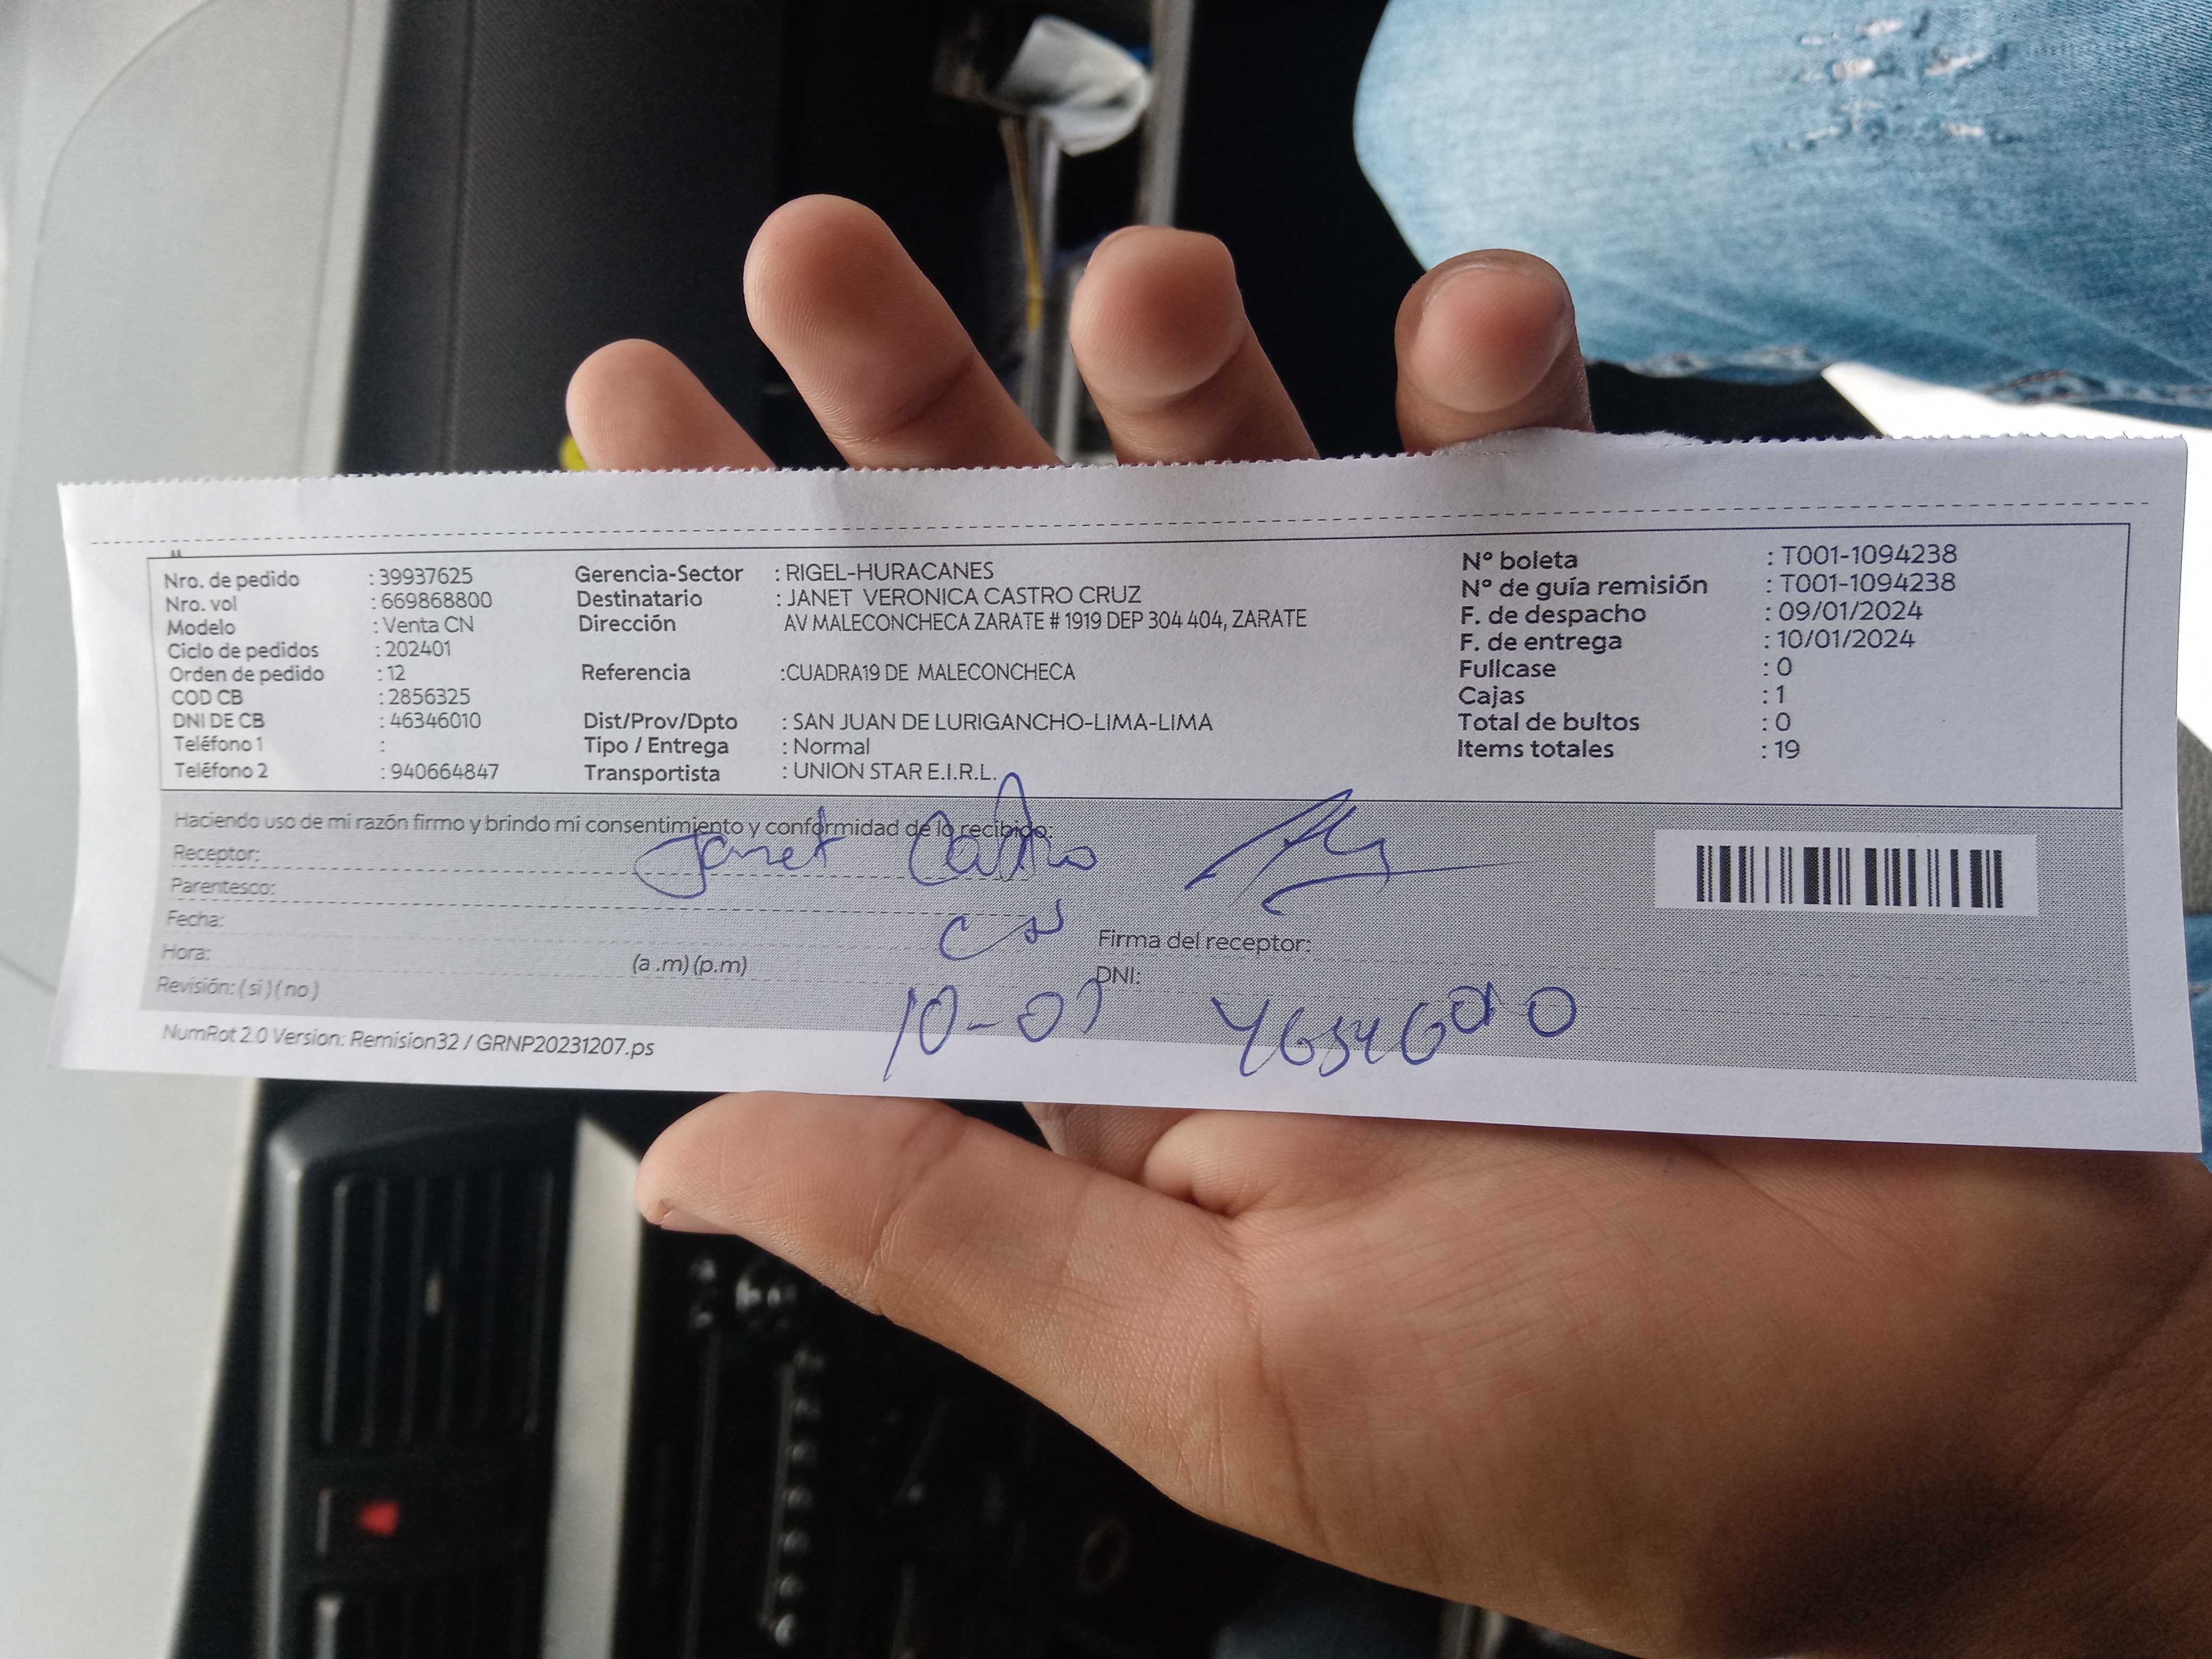 Nro. de pedido : 39937625
Nro. vol : 669868800
Modelo : Venta CN
Ciclo de pedidos : 202401
Orden de pedido : 12
COD CB : 2856325
DNI DE CB : 46346010
Teléfono 1 :
Teléfono 2 : 940664847
Gerencia-Sector : RIGEL-HURACANES
Destinatario : JANET VERONICA CASTRO CRUZ
Dirección AV MALECONCHECA ZARATE # 1919 DEP 304 404, ZARATE
Referencia :CUADRA19 DE MALECONCHECA
Dist/Prov/Dpto : SAN JUAN DE LURIGANCHO-LIMA-LIMA
Tipo / Entrega : Normal
Transportista : UNION STAR E.I.R.L.
N° boleta : T001-1094238
N° de guía remisión : T001-1094238
F. de despacho : 09/01/2024
F. de entrega : 10/01/2024
Fullcase : 0
Cajas : 1
Total de bultos : 0
Items totales : 19
Haciendo uso de mi razón firmo y brindo mi consentimiento y conformidad de lo recibido:
Receptor: Janet Castro
Parentesco:
Fecha:
Hora: (a .m) (p.m)
Revisión: ( si ) ( no )
Firma del receptor:
DNI:
10-01
NumRot 2.0 Version: Remision32 / GRNP20231207.ps